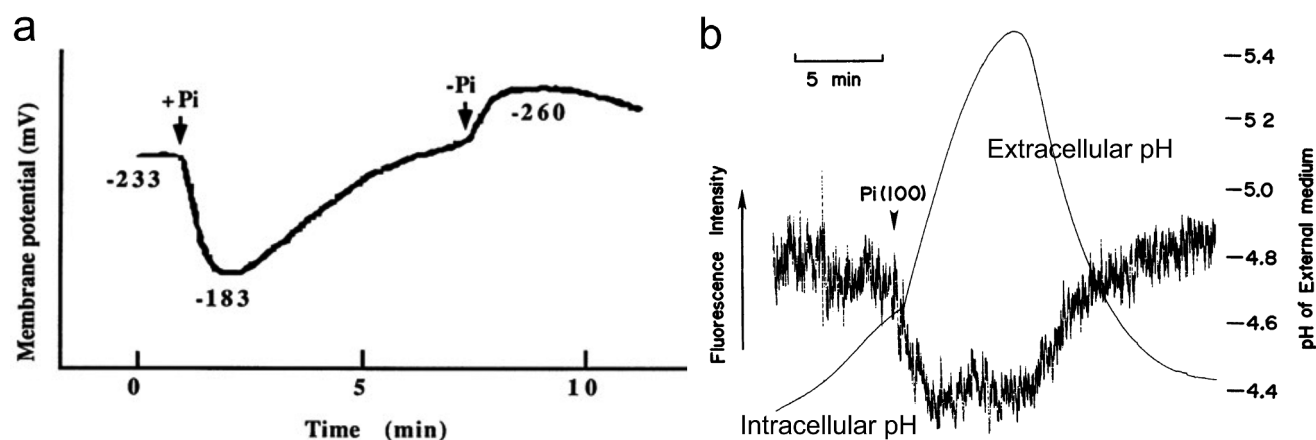 a
Membrane potential (mV)
+Pi
-Pi
-233
-183
-260
0
5
10
Time (min)
b
5 min
Fluorescence Intensity
Pi(100)
Extracellular pH
Intracellular pH
5.4
5.2
5.0
4.8
4.6
4.4
pH of External medium